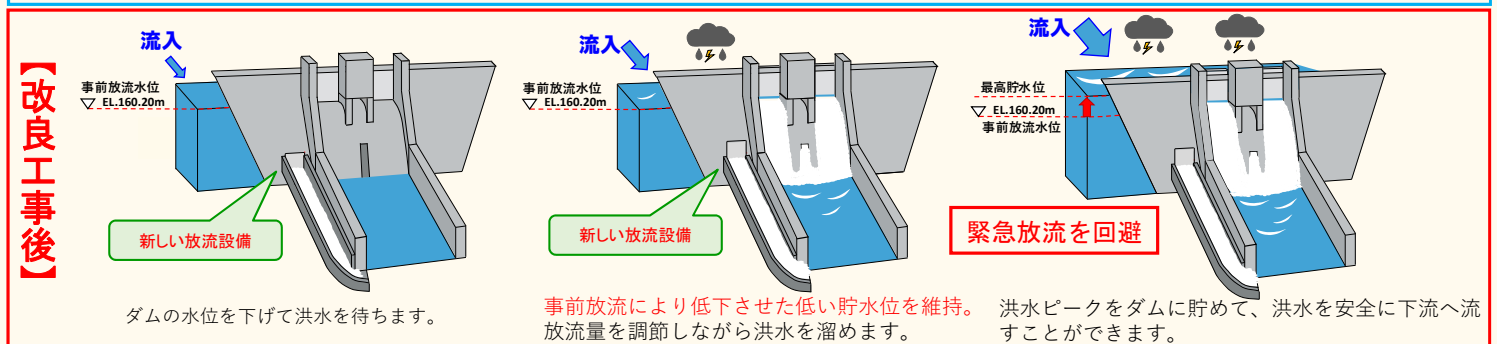 【改良工事後】
流入
事前放流水位
▽ EL.160.20m
新しい放流設備
ダムの水位を下げて洪水を待ちます。
流入
事前放流水位
▽ EL.160.20m
新しい放流設備
事前放流により低下させた低い貯水位を維持。
放流量を調節しながら洪水を溜めます。
流入
最高貯水位
▽ EL.160.20m
事前放流水位
緊急放流を回避
洪水ピークをダムに貯めて、洪水を安全に下流へ流
すことができます。